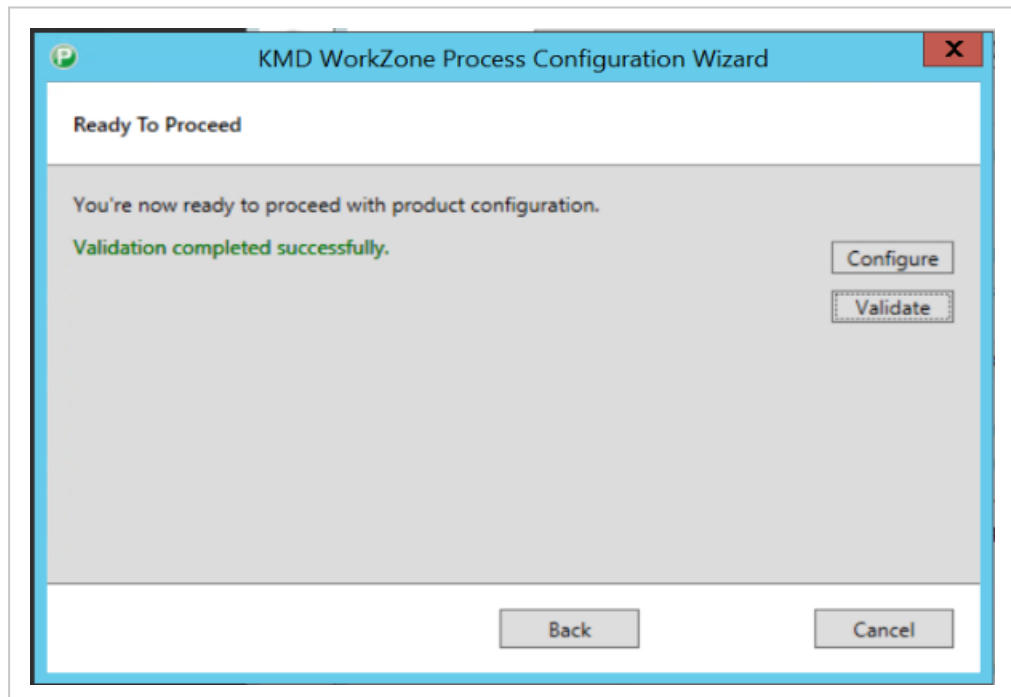 P
KMD WorkZone Process Configuration Wizard
X
Ready To Proceed
You're now ready to proceed with product configuration.
Validation completed successfully.
Configure
Validate
Back
Cancel